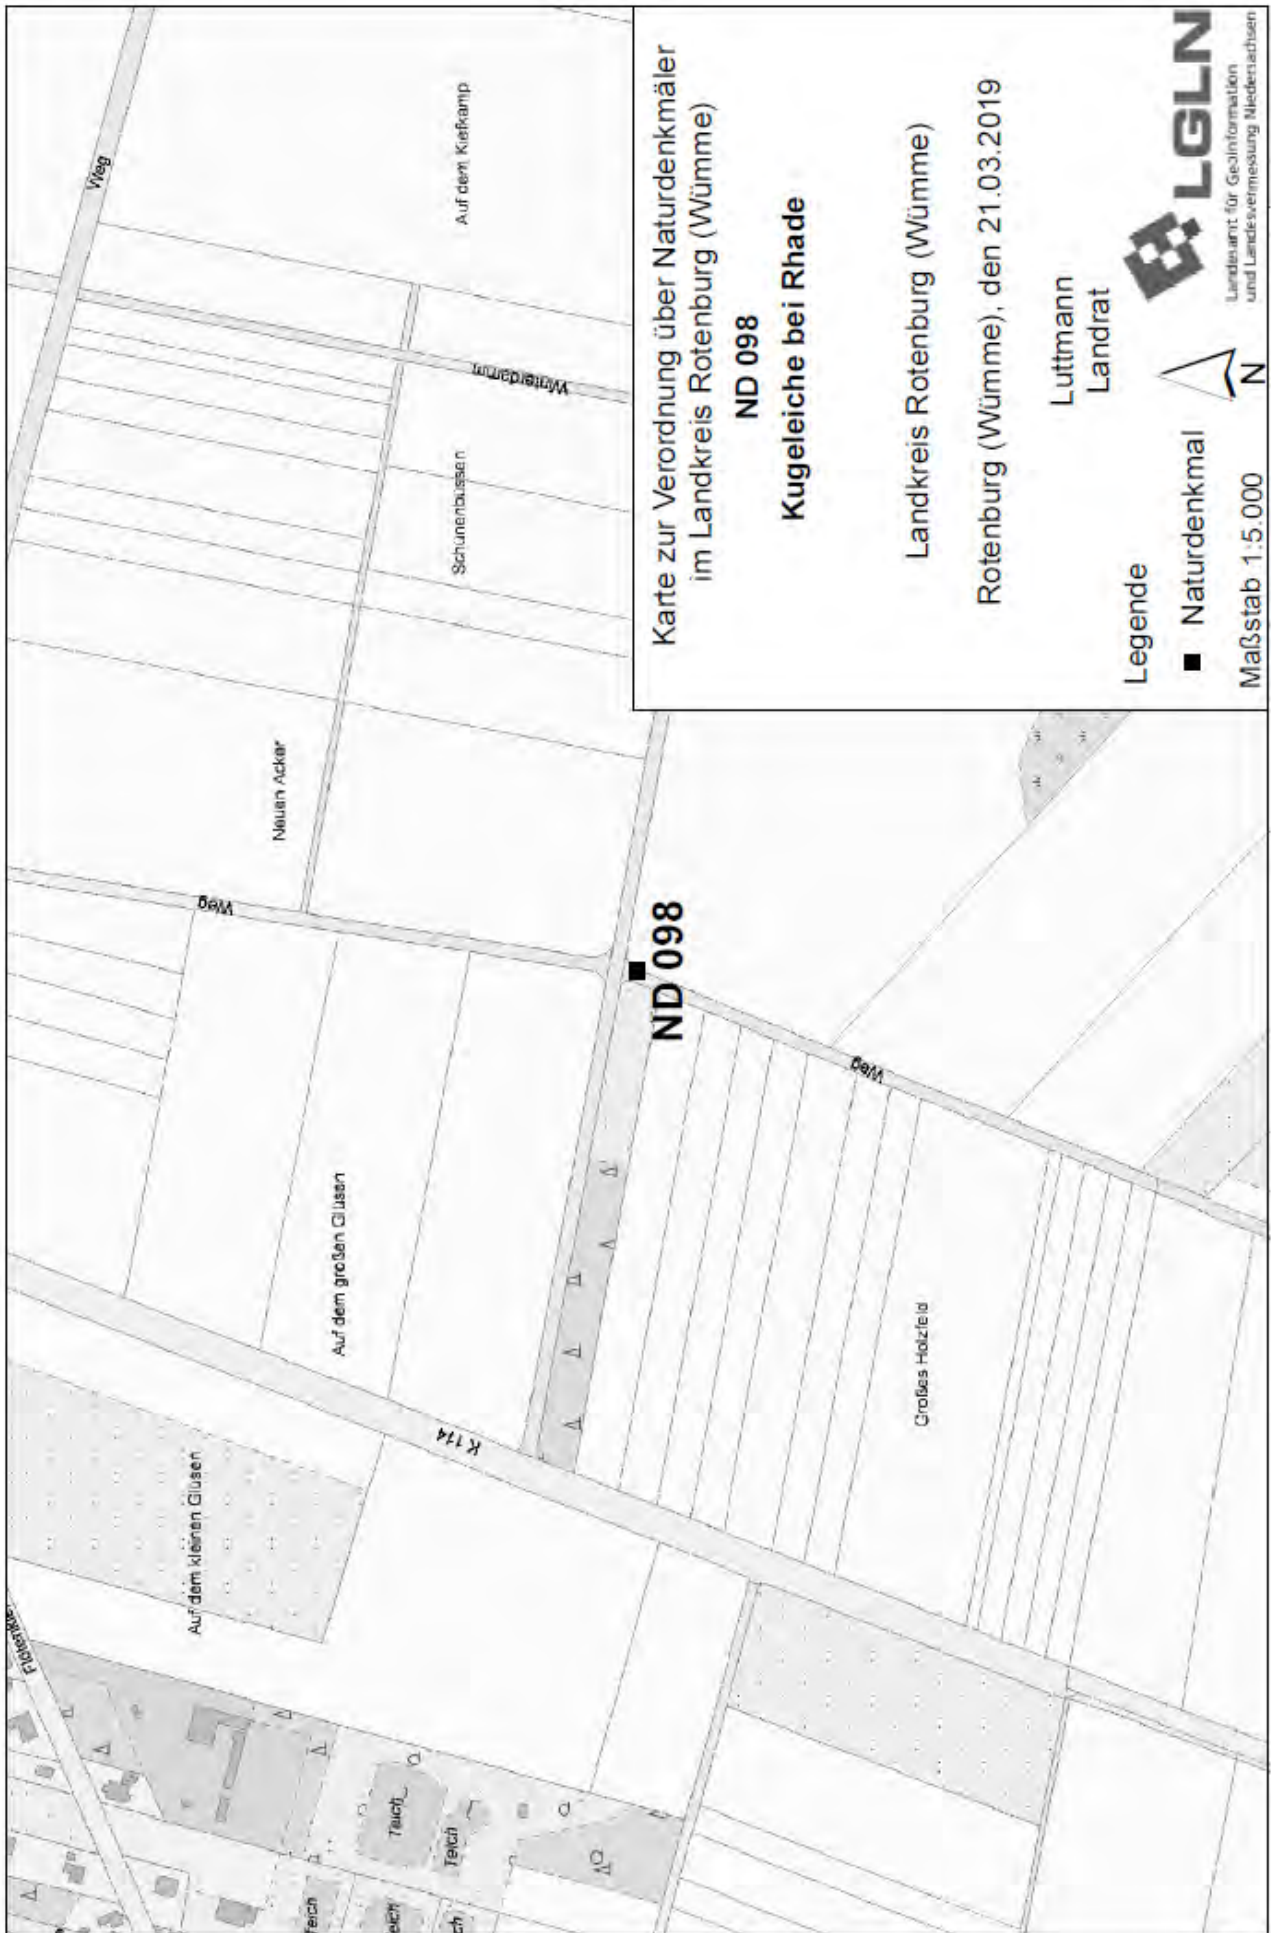 Karte zur Verordnung über Naturdenkmäler
im Landkreis Rotenburg (Wümme)
ND 098
Kugeleiche bei Rhade
Landkreis Rotenburg (Wümme)
Rotenburg (Wümme), den 21.03.2019
Luttmann
Landrat
Legende
Naturdenkmal
Maßstab 1:5.000
N
LGLN
Landesamt für Geoinformation
und Landesvermessung Niedersachsen
ND 098
Weg
Auf dem Kiefkamp
Winterdamm
Schünenbüssen
Neuen Acker
Weg
Weg
Auf dem großen Glüsen
Großes Holzfeld
K 114
Auf dem kleinen Glüsen
Teich
Teich
Teich
eich
ch